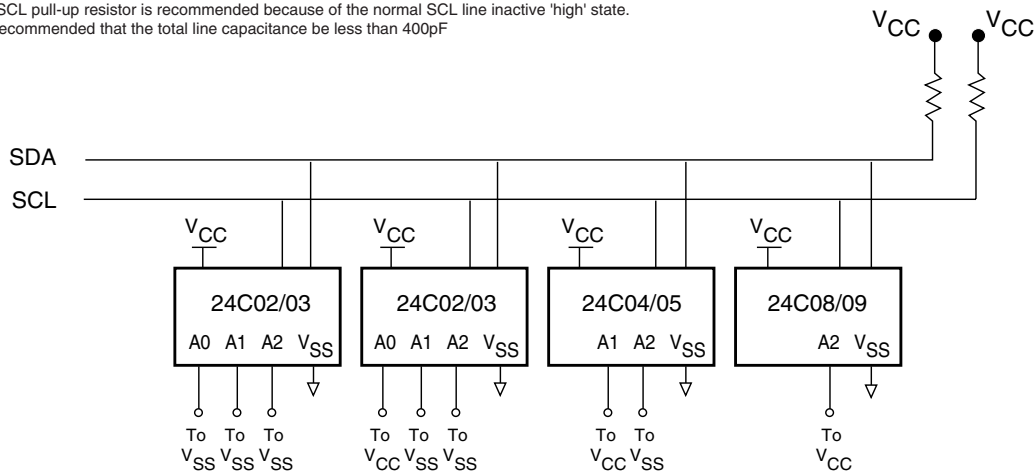 SCL pull-up resistor is recommended because of the normal SCL line inactive 'high' state.
ecommended that the total line capacitance be less than 400pF
VCC VCC
SDA
SCL
VCC VCC VCC VCC
24C02/03 24C02/03 24C04/05 24C08/09
A0 A1 A2 VSS A0 A1 A2 VSS A1 A2 VSS A2 VSS
To To To To To To To To To
VSS VSS VSS VCC VSS VSS VCC VSS VCC